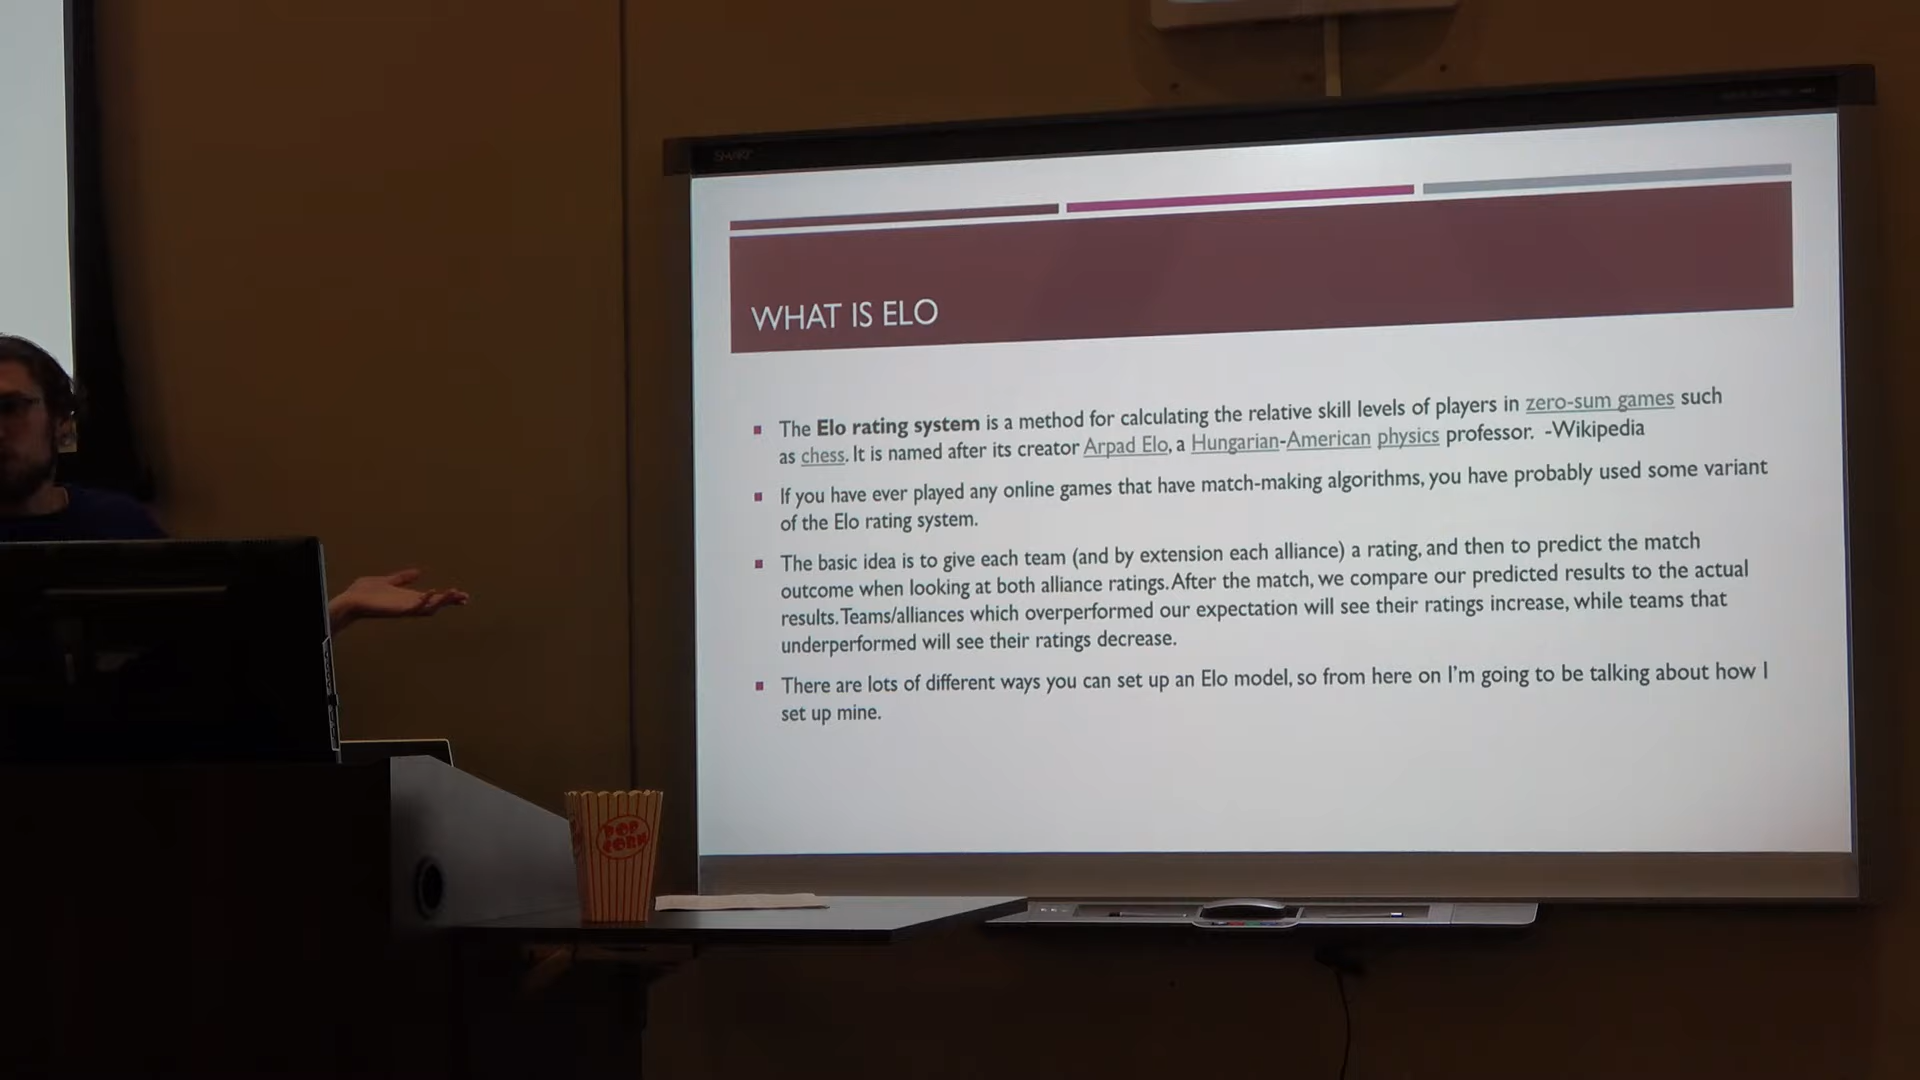 SMART
WHAT IS ELO
The Elo rating system is a method for calculating the relative skill levels of players in zero-sum games such
as chess. It is named after its creator Arpad Elo, a Hungarian-American physics professor. -Wikipedia
If you have ever played any online games that have match-making algorithms, you have probably used some variant
of the Elo rating system.
The basic idea is to give each team (and by extension each alliance) a rating, and then to predict the match
outcome when looking at both alliance ratings. After the match, we compare our predicted results to the actual
results. Teams/alliances which overperformed our expectation will see their ratings increase, while teams that
underperformed will see their ratings decrease.
There are lots of different ways you can set up an Elo model, so from here on I'm going to be talking about how I
set up mine.
POP
CORN